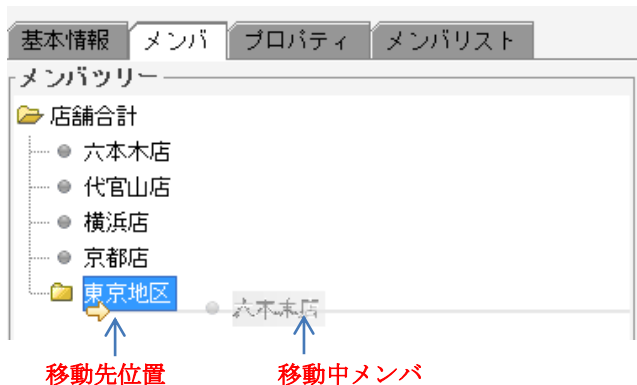 基本情報 メンバ プロパティ メンバリスト
メンバツリー
店舗合計
六本木店
代官山店
横浜店
京都店
東京地区
六本木店
移動先位置 移動中メンバ